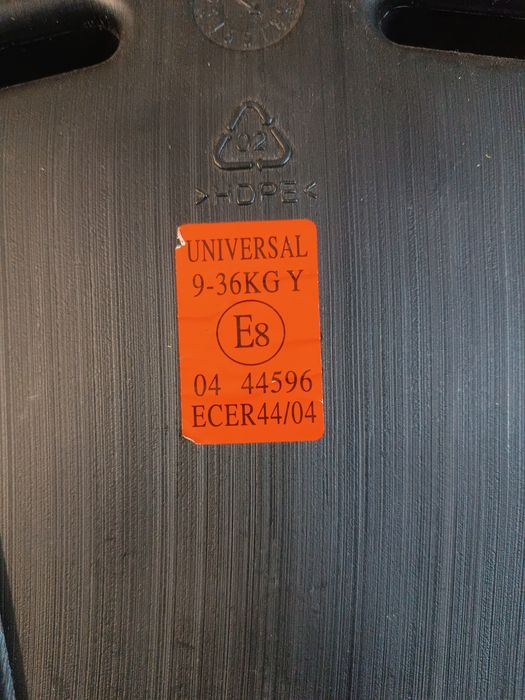 02
>HDPE<
UNIVERSAL
9-36KG Y
E8
04 44596
ECER44/04